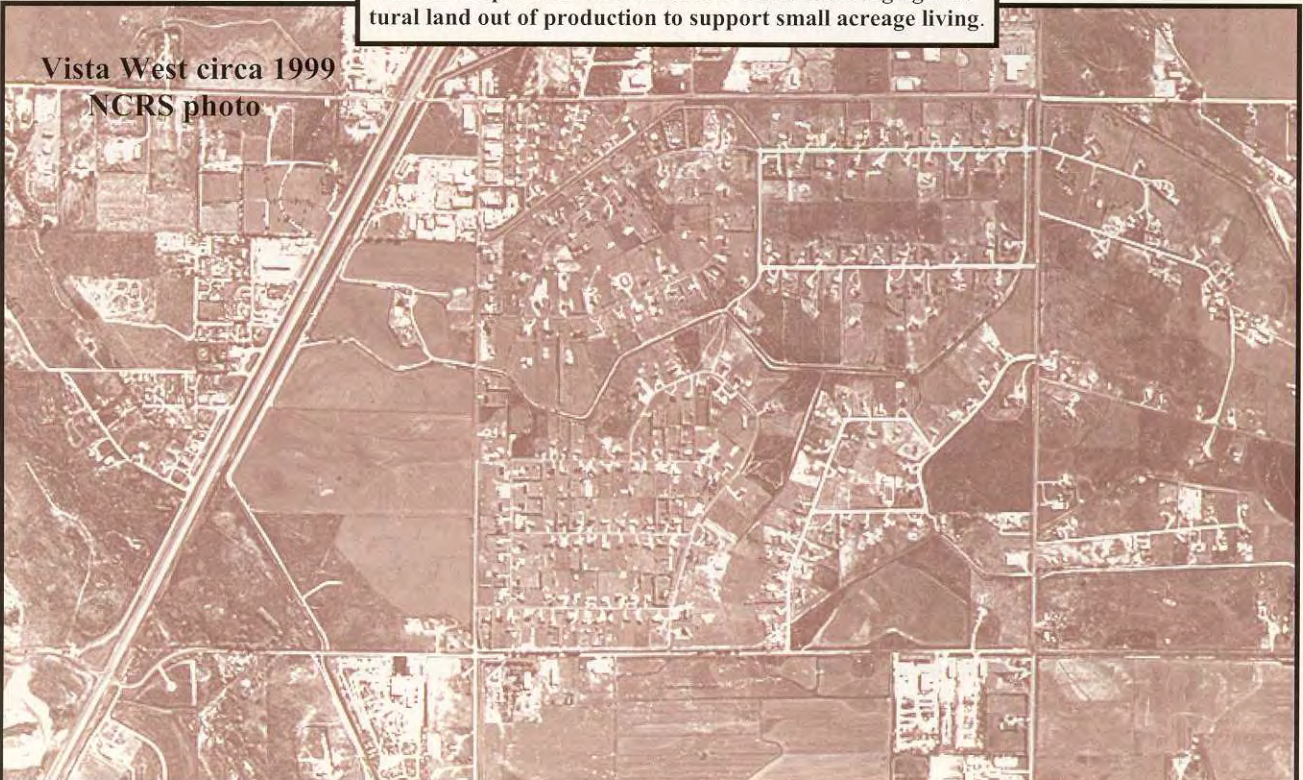 tural land out of production to support small acreage living.
Vista West circa 1999
NCRS photo